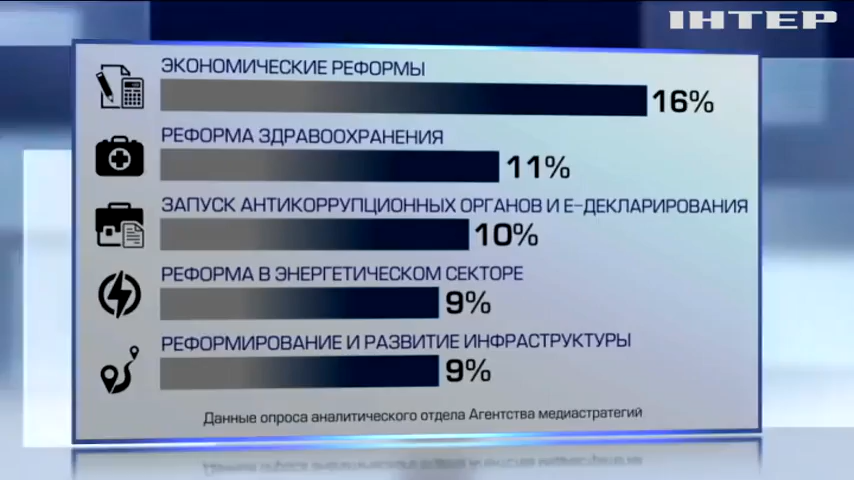 ІНТЕР
ЭКОНОМИЧЕСКИЕ РЕФОРМЫ
16%
РЕФОРМА ЗДРАВООХРАНЕНИЯ
11%
ЗАПУСК АНТИКОРРУПЦИОННЫХ ОРГАНОВ И Е-ДЕКЛАРИРОВАНИЯ
10%
РЕФОРМА В ЭНЕРГЕТИЧЕСКОМ СЕКТОРЕ
9%
РЕФОРМИРОВАНИЕ И РАЗВИТИЕ ИНФРАСТРУКТУРЫ
9%
Данные опроса аналитического отдела Агентства медиастратегий